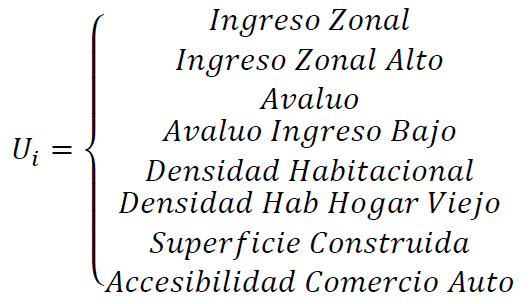 Ingreso Zonal
Ingreso Zonal Alto
Avaluo
U_i = { Avaluo Ingreso Bajo
Densidad Habitacional
Densidad Hab Hogar Viejo
Superficie Construida
Accesibilidad Comercio Auto